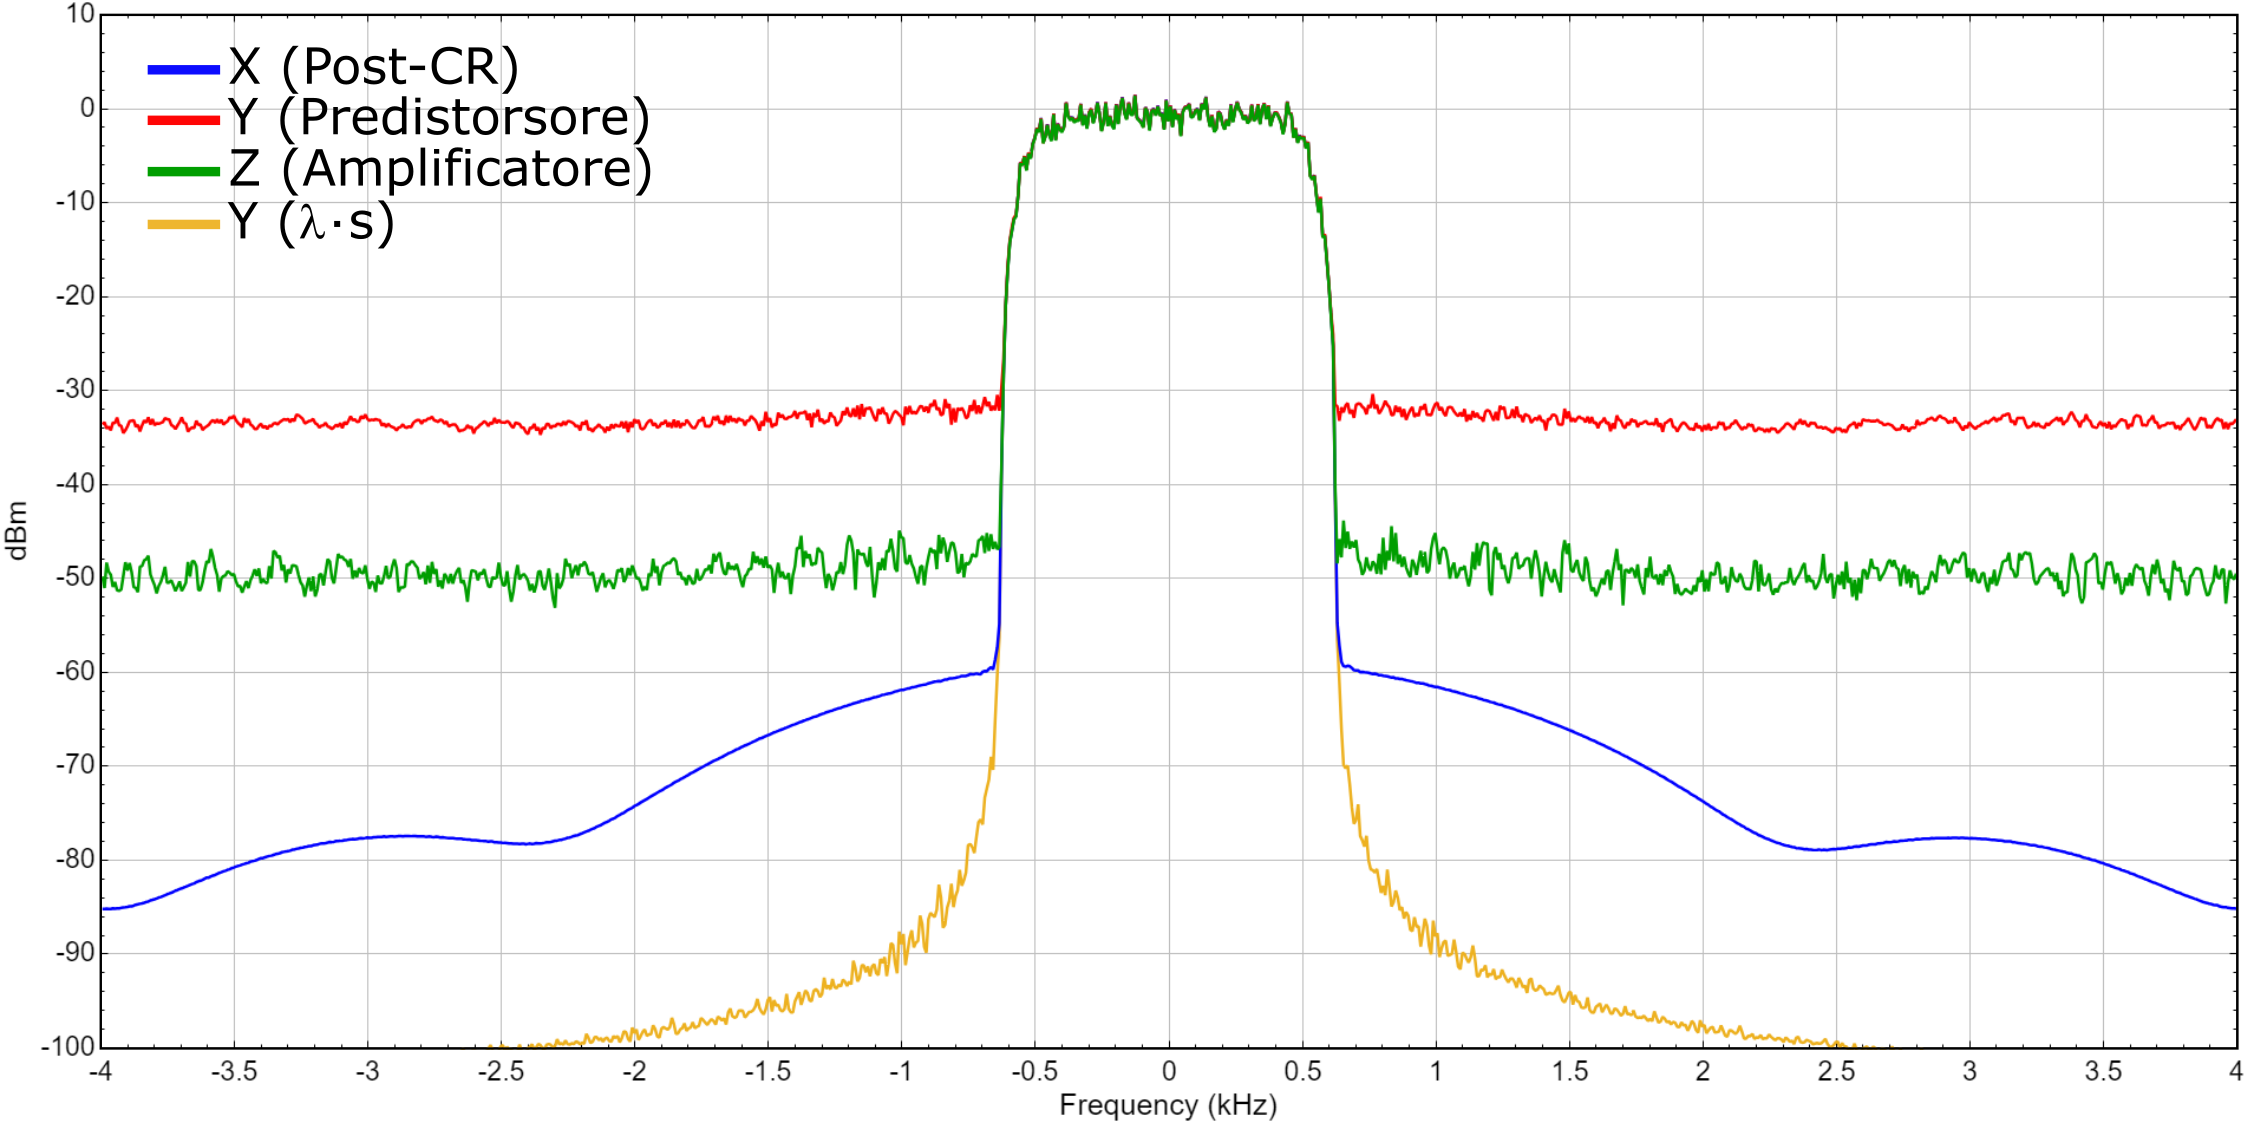 10
0
-10
-20
-30
-40
-50
-60
-70
-80
-90
-100
dBm
X (Post-CR)
Y (Predistorsore)
Z (Amplificatore)
Y (λ·s)
-4 -3.5 -3 -2.5 -2 -1.5 -1 -0.5 0 0.5 1 1.5 2 2.5 3 3.5 4
Frequency (kHz)